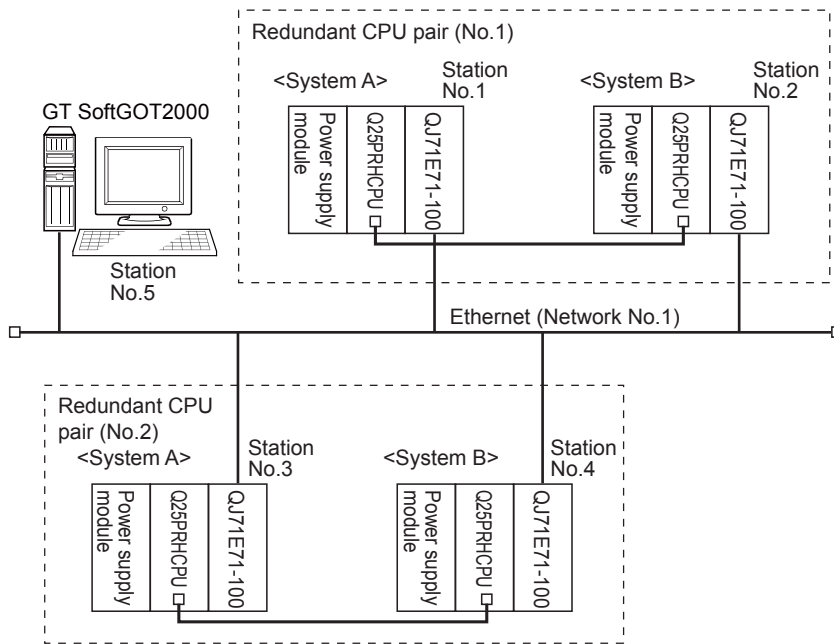 Redundant CPU pair (No.1)
<System A>
Station
No.1
<System B>
Station
No.2
Power supply
module
Q25PRHCPU
QJ71E71-100
Power supply
module
Q25PRHCPU
QJ71E71-100
GT SoftGOT2000
Station
No.5
Ethernet (Network No.1)
Redundant CPU
pair (No.2)
<System A>
Station
No.3
<System B>
Station
No.4
Power supply
module
Q25PRHCPU
QJ71E71-100
Power supply
module
Q25PRHCPU
QJ71E71-100